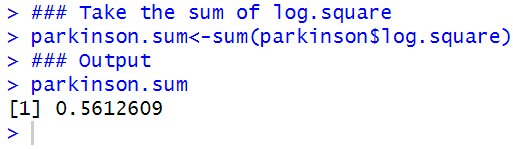 > ### Take the sum of log.square
> parkinson.sum<-sum(parkinson$log.square)
> ### Output
> parkinson.sum
[1] 0.5612609
>